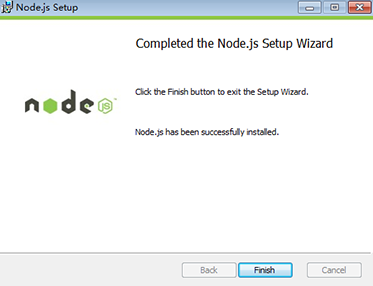 Node.js Setup
Completed the Node.js Setup Wizard
Click the Finish button to exit the Setup Wizard.
node JS
Node.js has been successfully installed.
Back
Finish
Cancel